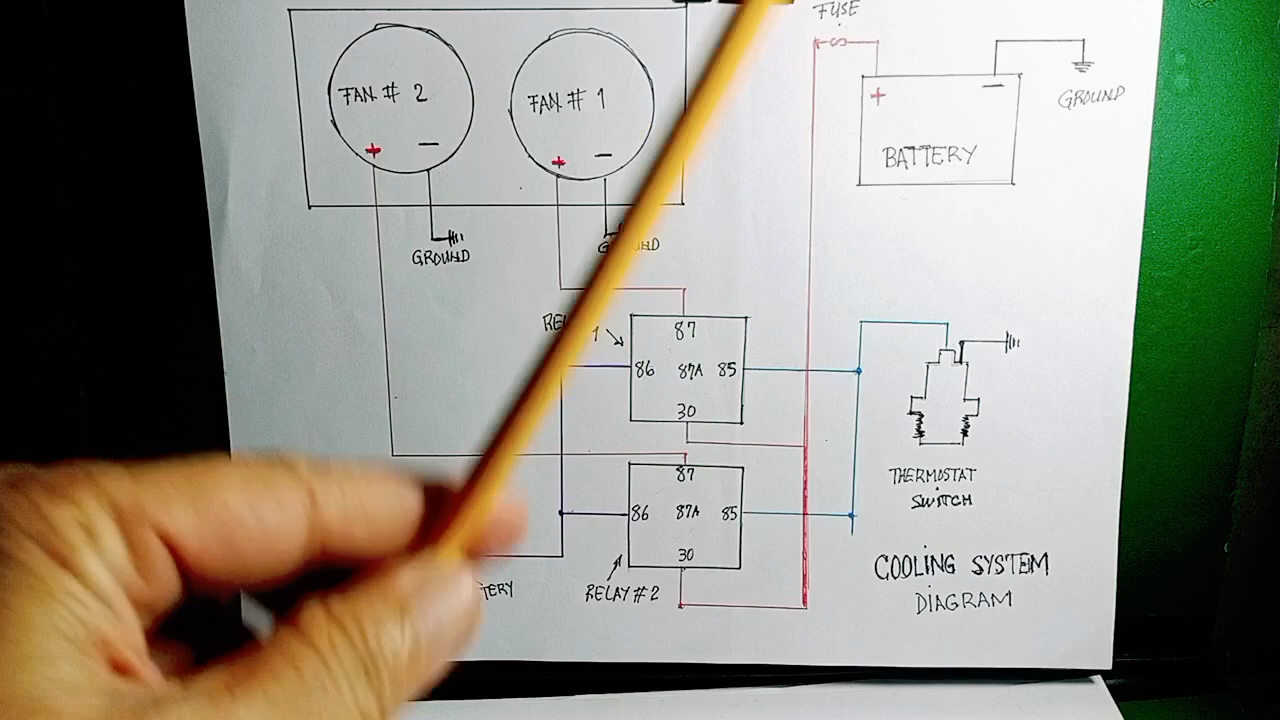 FUSE
FAN # 2
FAN # 1
+
-
+
-
+
-
BATTERY
GROUND
GROUND
1
87
86
87A
85
30
87
86
87A
85
30
RELAY # 2
THERMOSTAT
SWITCH
COOLING SYSTEM
DIAGRAM